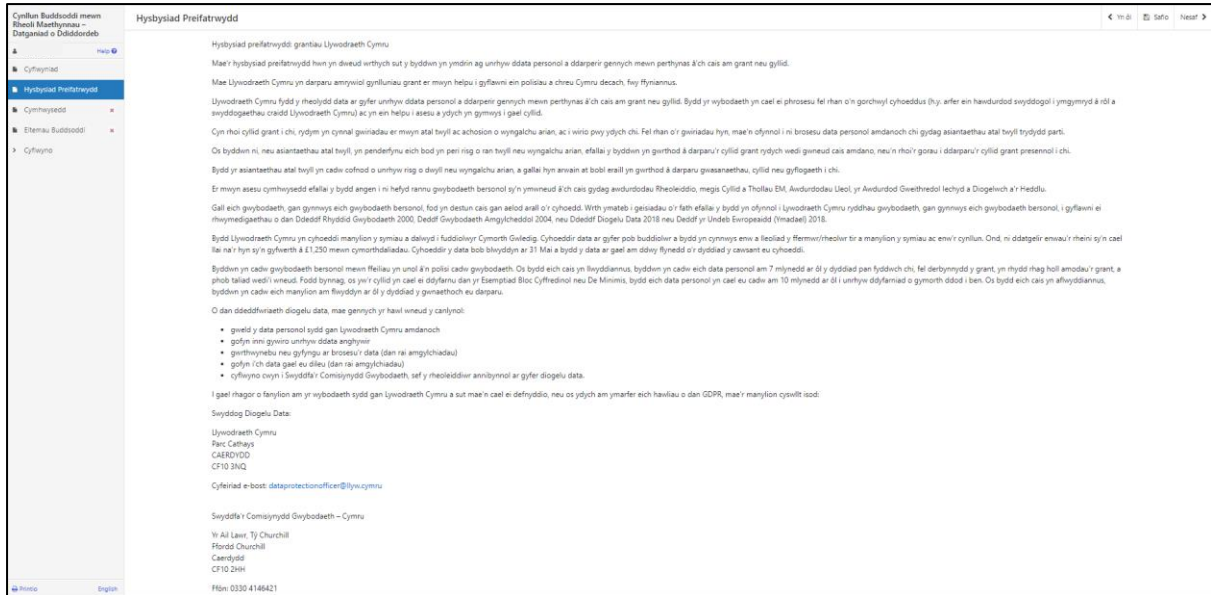 Cynllun Buddsoddi mewn
Rheoli Maethynnau –
Datganiad o Ddiddordeb
Help
Cyflwyniad
Hysbysiad Preifatrwydd
Cymhwysedd
Eitemau Buddsoddi
Cyflwyno
Printio
English
Hysbysiad Preifatrwydd
Yn ôl
Safio
Nesaf
Hysbysiad preifatrwydd: grantiau Llywodraeth Cymru
Mae'r hysbysiad preifatrwydd hwn yn dweud wrthych sut y byddwn yn ymdrin ag unrhyw ddata personol a ddarperir gennych mewn perthynas â'ch cais am grant neu gyllid.
Mae Llywodraeth Cymru yn darparu amrywiol gynlluniau grant er mwyn helpu i gyflawni ein polisïau a chreu Cymru decach, fwy ffyniannus.
Llywodraeth Cymru fydd y rheolydd data ar gyfer unrhyw ddata personol a ddarperir gennych mewn perthynas â'ch cais am grant neu gyllid. Bydd yr wybodaeth yn cael ei phrosesu fel rhan o'n gorchwyl cyhoeddus (h.y. arfer ein hawdurdod swyddogol i ymgymryd â rôl a
swyddogaethau craidd Llywodraeth Cymru) ac yn ein helpu i asesu a ydych yn gymwys i gael cyllid.
Cyn rhoi cyllid grant i chi, rydym yn cynnal gwiriadau er mwyn atal twyll ac achosion o wyngalchu arian, ac i wirio pwy ydych chi. Fel rhan o'r gwiriadau hyn, mae'n ofynnol i ni brosesu data personol amdanoch chi gydag asiantaethau atal twyll trydydd parti.
Os byddwn ni, neu asiantaethau atal twyll, yn penderfynu eich bod yn peri risg o ran twyll neu wyngalchu arian, efallai y byddwn yn gwrthod â darparu'r cyllid grant rydych wedi gwneud cais amdano, neu'n rhoi'r gorau i ddarparu'r cyllid grant presennol i chi.
Bydd yr asiantaethau atal twyll yn cadw cofnod o unrhyw risg o dwyll neu wyngalchu arian, a gallai hyn arwain at bobl eraill yn gwrthod â darparu gwasanaethau, cyllid neu gyflogaeth i chi.
Er mwyn asesu cymhwysedd efallai y bydd angen i ni hefyd rannu gwybodaeth bersonol sy'n ymwneud â'ch cais gydag awdurdodau Rheoleiddio, megis Cyllid a Thollau EM, Awdurdodau Lleol, yr Awdurdod Gweithredol Iechyd a Diogelwch a'r Heddlu.
Gall eich gwybodaeth, gan gynnwys eich gwybodaeth bersonol, fod yn destun cais gan aelod arall o'r cyhoedd. Wrth ymateb i geisiadau o'r fath efallai y bydd yn ofynnol i Lywodraeth Cymru ryddhau gwybodaeth, gan gynnwys eich gwybodaeth bersonol, i gyflawni ei
rhwymedigaethau o dan Ddeddf Rhyddid Gwybodaeth 2000, Deddf Gwybodaeth Amgylcheddol 2004, neu Ddeddf Diogelu Data 2018 neu Deddf yr Undeb Ewropeaidd (Ymadael) 2018.
Bydd Llywodraeth Cymru yn cyhoeddi manylion y symiau a dalwyd i fuddiolwyr Cymorth Gwledig. Cyhoeddir data ar gyfer pob buddiolwr a bydd yn cynnwys enw a lleoliad y ffermwr/rheolwr tir a manylion y symiau ac enw'r cynllun. Ond, ni ddatgelir enwau'r rheini sy'n cael
llai na'r hyn sy'n gyfwerth â £1,250 mewn cymorthdaliadau. Cyhoeddir y data bob blwyddyn ar 31 Mai a bydd y data ar gael am ddwy flynedd o'r dyddiad y cawsant eu cyhoeddi.
Byddwn yn cadw gwybodaeth bersonol mewn ffeiliau yn unol â'n polisi cadw gwybodaeth. Os bydd eich cais yn llwyddiannus, byddwn yn cadw eich data personol am 7 mlynedd ar ôl y dyddiad pan fyddwch chi, fel derbynnydd y grant, yn rhydd rhag holl amodau'r grant, a
phob taliad wedi'i wneud. Fodd bynnag, os yw'r cyllid yn cael ei ddyfarnu dan yr Esemptiad Bloc Cyffredinol neu De Minimis, bydd eich data personol yn cael eu cadw am 10 mlynedd ar ôl i unrhyw ddyfarniad o gymorth ddod i ben. Os bydd eich cais yn aflwyddiannus,
byddwn yn cadw eich manylion am flwyddyn ar ôl y dyddiad y gwnaethoch eu darparu.
O dan ddeddfwriaeth diogelu data, mae gennych yr hawl wneud y canlynol:
• gweld y data personol sydd gan Lywodraeth Cymru amdanoch
• gofyn inni gywiro unrhyw ddata anghywir
• gwrthwynebu neu gyfyngu ar brosesu'r data (dan rai amgylchiadau)
• gofyn i'ch data gael eu dileu (dan rai amgylchiadau)
• cyflwyno cwyn i Swyddfa'r Comisiynydd Gwybodaeth, sef y rheoleiddiwr annibynnol ar gyfer diogelu data.
I gael rhagor o fanylion am yr wybodaeth sydd gan Lywodraeth Cymru a sut mae'n cael ei defnyddio, neu os ydych am ymarfer eich hawliau o dan GDPR, mae'r manylion cyswllt isod:
Swyddog Diogelu Data:
Llywodraeth Cymru
Parc Cathays
CAERDYDD
CF10 3NQ
Cyfeiriad e-bost: dataprotectionofficer@llyw.cymru
Swyddfa'r Comisiynydd Gwybodaeth – Cymru
Yr Ail Lawr, Tŷ Churchill
Ffordd Churchill
Caerdydd
CF10 2HH
Ffôn: 0330 4146421